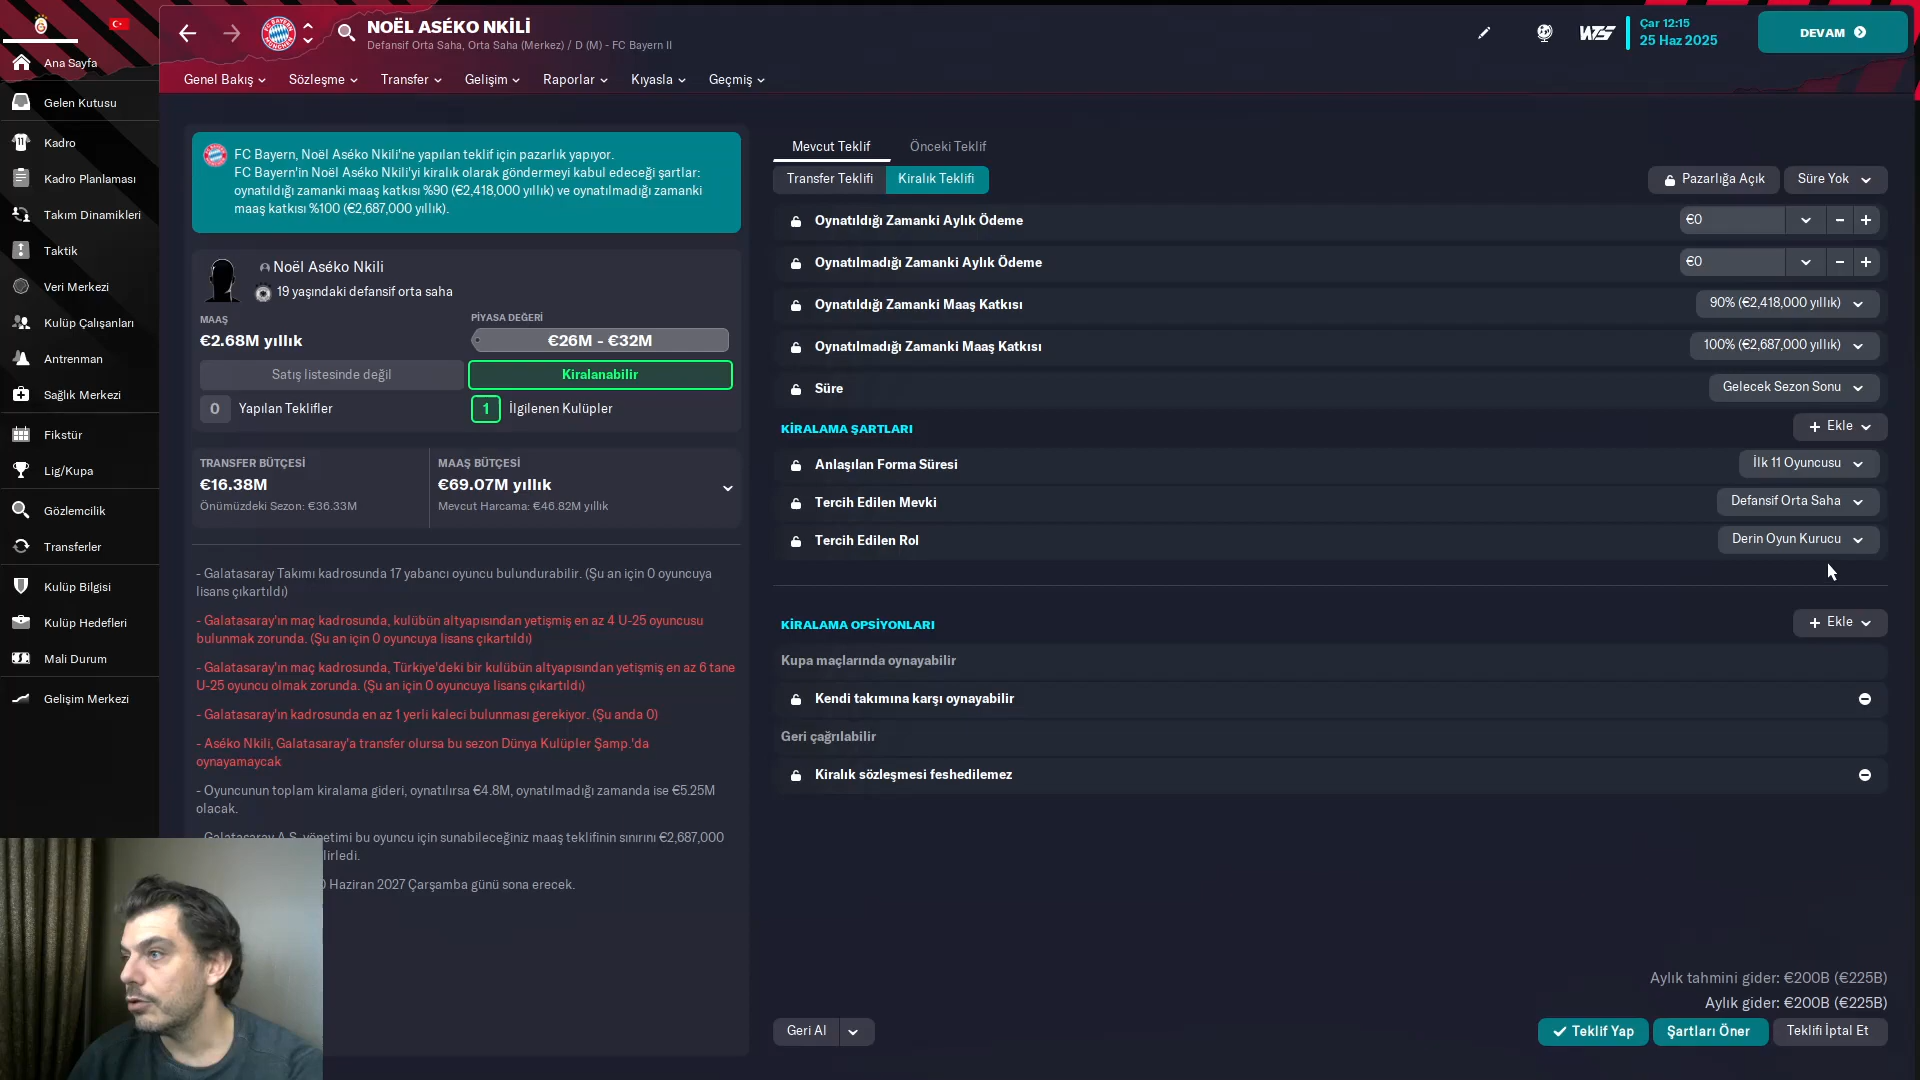 NOËL ASÉKO NKİLİ
Defansif Orta Saha, Orta Saha (Merkez) / D (M) - FC Bayern II
Çar 12:15
25 Haz 2025
DEVAM
Ana Sayfa
Gelen Kutusu
Kadro
Kadro Planlaması
Takım Dinamikleri
Taktik
Veri Merkezi
Kulüp Çalışanları
Antrenman
Sağlık Merkezi
Fikstür
Lig/Kupa
Gözlemcilik
Transferler
Kulüp Bilgisi
Kulüp Hedefleri
Mali Durum
Gelişim Merkezi
Genel Bakış Sözleşme Transfer Gelişim Raporlar Kıyasla Geçmiş
FC Bayern, Noël Aséko Nkili'ne yapılan teklif için pazarlık yapıyor.
FC Bayern'in Noël Aséko Nkili'yi kiralık olarak göndermeyi kabul edeceği şartlar:
oynatıldığı zamanki maaş katkısı %90 (€2,418,000 yıllık) ve oynatılmadığı zamanki
maaş katkısı %100 (€2,687,000 yıllık).
Noël Aséko Nkili
19 yaşındaki defansif orta saha
MAAŞ
€2.68M yıllık
PİYASA DEĞERİ
€26M - €32M
Satış listesinde değil
Kiralanabilir
0 Yapılan Teklifler
1 İlgilenen Kulüpler
TRANSFER BÜTÇESİ
€16.38M
Önümüzdeki Sezon: €36.33M
MAAŞ BÜTÇESİ
€69.07M yıllık
Mevcut Harcama: €46.82M yıllık
- Galatasaray Takımı kadrosunda 17 yabancı oyuncu bulundurabilir. (Şu an için 0 oyuncuya
lisans çıkartıldı)
- Galatasaray'ın maç kadrosunda, kulübün altyapısından yetişmiş en az 4 U-25 oyuncusu
bulunmak zorunda. (Şu an için 0 oyuncuya lisans çıkartıldı)
- Galatasaray'ın maç kadrosunda, Türkiye'deki bir kulübün altyapısından yetişmiş en az 6 tane
U-25 oyuncu olmak zorunda. (Şu an için 0 oyuncuya lisans çıkartıldı)
- Galatasaray'ın kadrosunda en az 1 yerli kaleci bulunması gerekiyor. (Şu anda 0)
- Aséko Nkili, Galatasaray'a transfer olursa bu sezon Dünya Kulüpler Şamp.'da
oynayamaycak
- Oyuncunun toplam kiralama gideri, oynatılırsa €4.8M, oynatılmadığı zamanda ise €5.25M
olacak.
- Galatasaray A.Ş. yönetimi bu oyuncu için sunabileceğiniz maaş teklifinin sınırını €2,687,000
lirledi.
Haziran 2027 Çarşamba günü sona erecek.
Mevcut Teklif Önceki Teklif
Transfer Teklifi Kiralık Teklifi
Pazarlığa Açık Süre Yok
Oynatıldığı Zamanki Aylık Ödeme €0
Oynatılmadığı Zamanki Aylık Ödeme €0
Oynatıldığı Zamanki Maaş Katkısı 90% (€2,418,000 yıllık)
Oynatılmadığı Zamanki Maaş Katkısı 100% (€2,687,000 yıllık)
Süre Gelecek Sezon Sonu
KİRALAMA ŞARTLARI + Ekle
Anlaşılan Forma Süresi İlk 11 Oyuncusu
Tercih Edilen Mevki Defansif Orta Saha
Tercih Edilen Rol Derin Oyun Kurucu
KİRALAMA OPSİYONLARI + Ekle
Kupa maçlarında oynayabilir
Kendi takımına karşı oynayabilir
Geri çağrılabilir
Kiralık sözleşmesi feshedilemez
Aylık tahmini gider: €200B (€225B)
Aylık gider: €200B (€225B)
Geri Al
Teklif Yap Şartları Öner Teklifi İptal Et